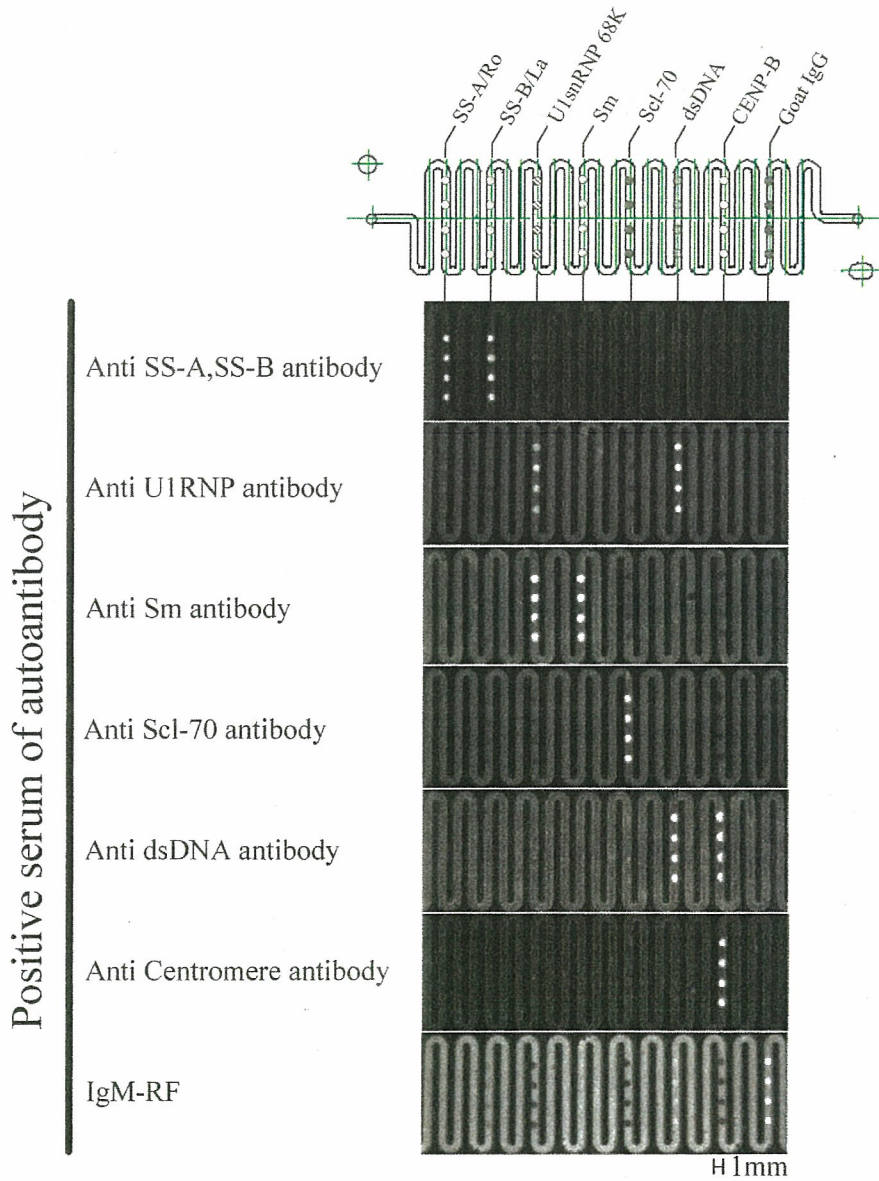 SS-A/Ro
SS-B/La
U1snRNP 68K
Sm
Scl-70
dsDNA
CENP-B
Goat IgG
Positive serum of autoantibody
Anti SS-A,SS-B antibody
Anti U1RNP antibody
Anti Sm antibody
Anti Scl-70 antibody
Anti dsDNA antibody
Anti Centromere antibody
IgM-RF
1mm